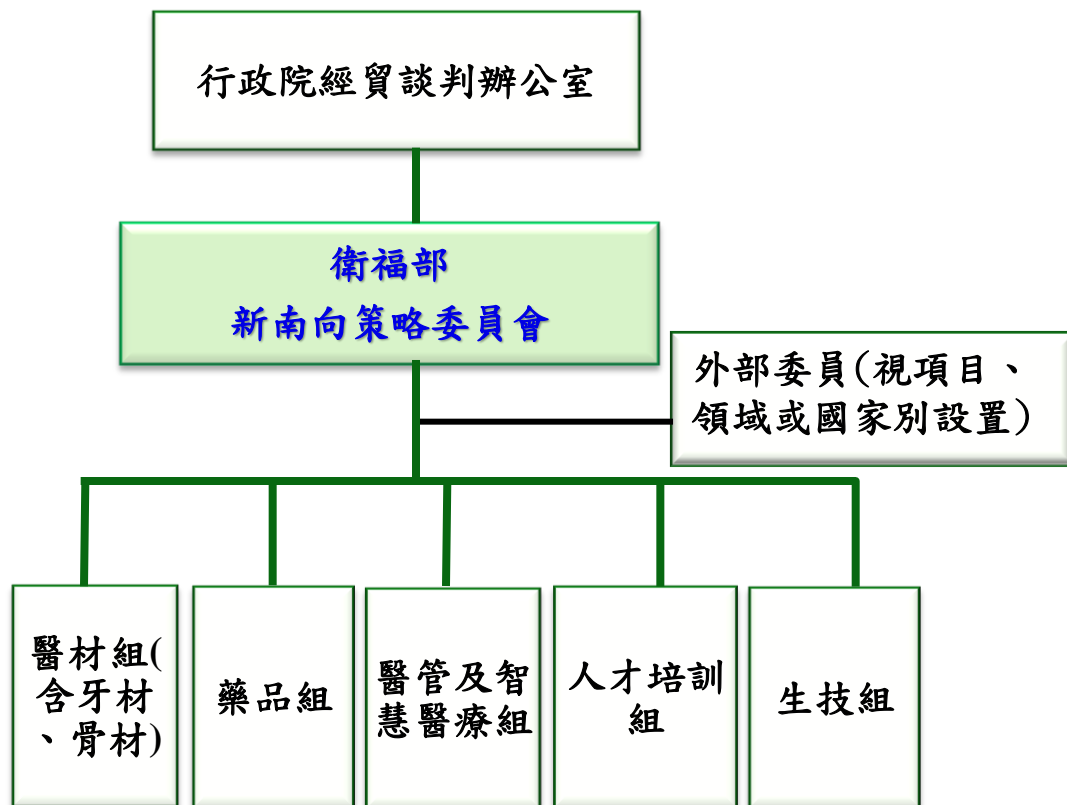 行政院經貿談判辦公室
衛福部
新南向策略委員會
外部委員(視項目、
領域或國家別設置)
醫材組(
含牙材
、骨材)
藥品組
醫管及智
慧醫療組
人才培訓
組
生技組